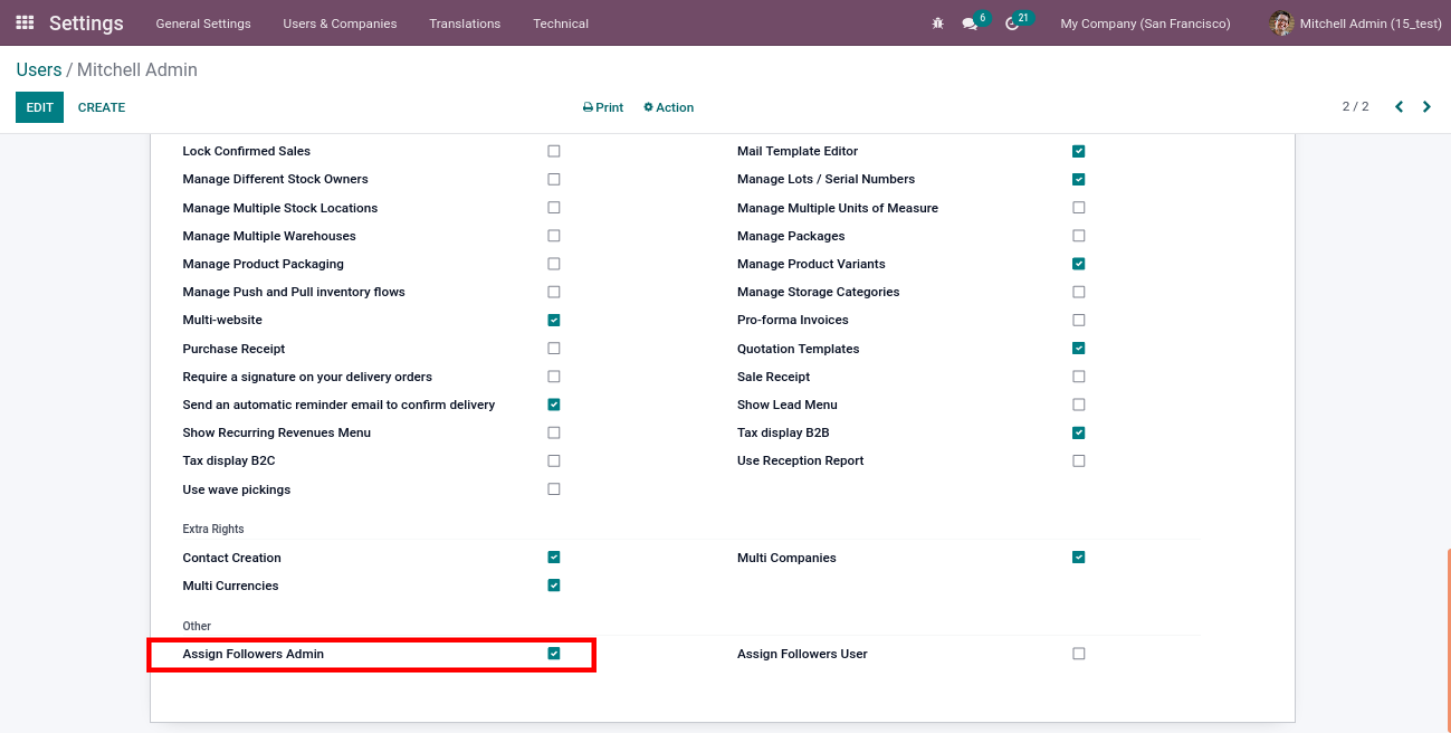 Settings General Settings Users & Companies Translations Technical 6 21 My Company (San Francisco) Mitchell Admin (15_test)
Users / Mitchell Admin
EDIT CREATE Print Action 2 / 2
Lock Confirmed Sales Mail Template Editor
Manage Different Stock Owners Manage Lots / Serial Numbers
Manage Multiple Stock Locations Manage Multiple Units of Measure
Manage Multiple Warehouses Manage Packages
Manage Product Packaging Manage Product Variants
Manage Push and Pull inventory flows Manage Storage Categories
Multi-website Pro-forma Invoices
Purchase Receipt Quotation Templates
Require a signature on your delivery orders Sale Receipt
Send an automatic reminder email to confirm delivery Show Lead Menu
Show Recurring Revenues Menu Tax display B2B
Tax display B2C Use Reception Report
Use wave pickings
Extra Rights
Contact Creation Multi Companies
Multi Currencies
Other
Assign Followers Admin Assign Followers User